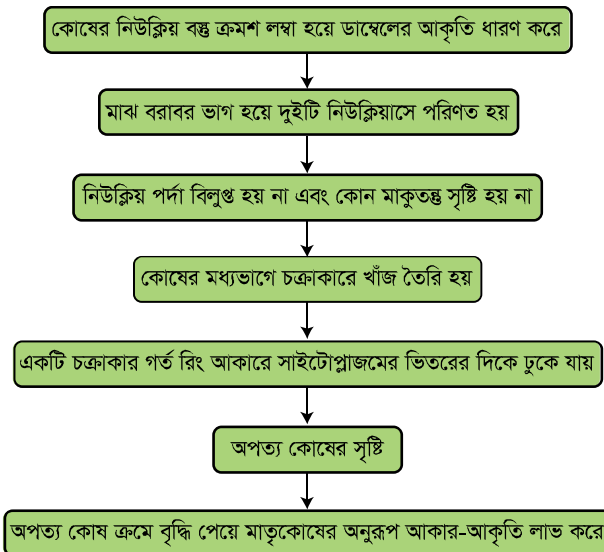 কোষের নিউক্লিয় বস্তু ক্রমশ লম্বা হয়ে ডাম্বেলের আকৃতি ধারণ করে
মাঝ বরাবর ভাগ হয়ে দুইটি নিউক্লিয়াসে পরিণত হয়
নিউক্লিয় পর্দা বিলুপ্ত হয় না এবং কোন মাকুতন্তু সৃষ্টি হয় না
কোষের মধ্যভাগে চক্রাকারে খাঁজ তৈরি হয়
একটি চক্রাকার গর্ত রিং আকারে সাইটোপ্লাজমের ভিতরের দিকে ঢুকে যায়
অপত্য কোষের সৃষ্টি
অপত্য কোষ ক্রমে বৃদ্ধি পেয়ে মাতৃকোষের অনুরূপ আকার-আকৃতি লাভ করে